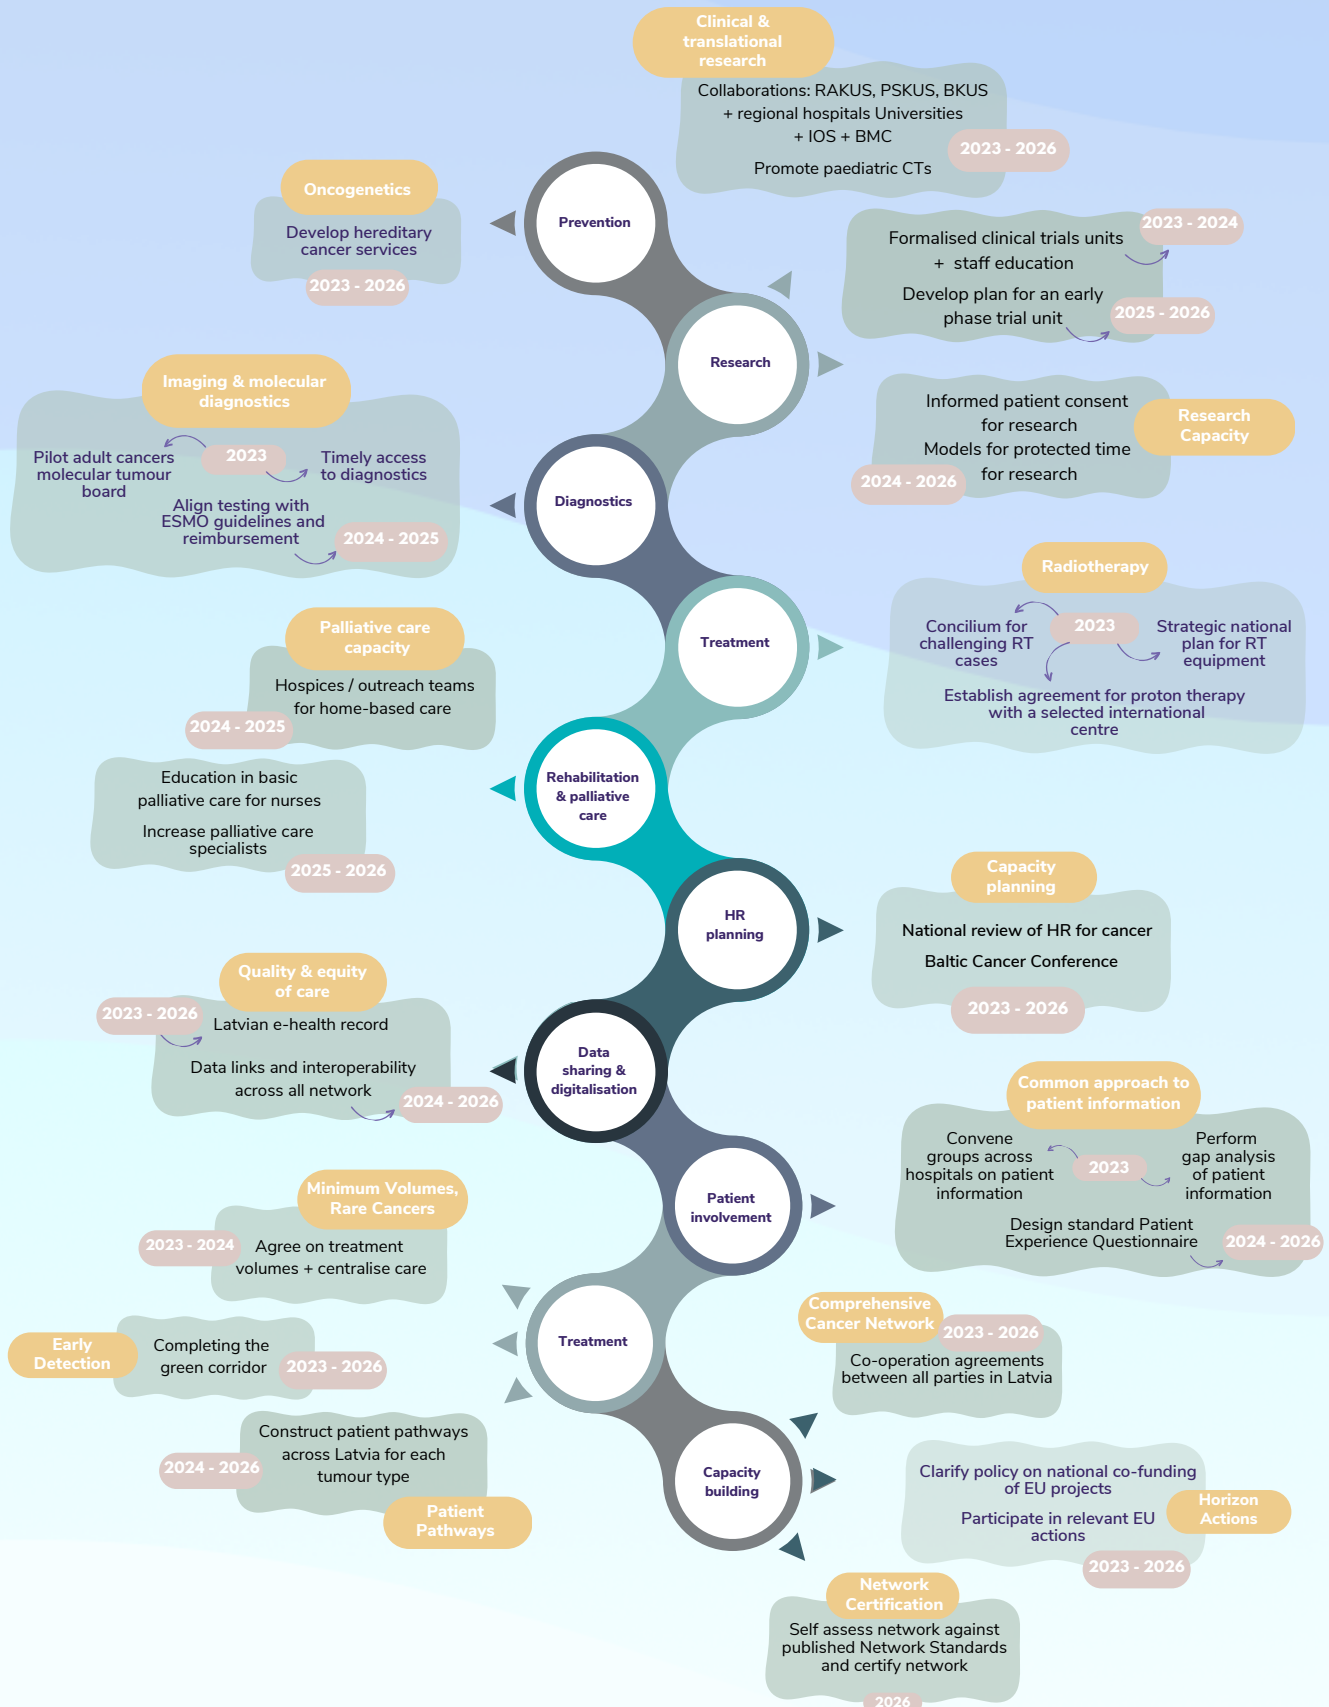 Clinical &
translational
research
Collaborations: RAKUS, PSKUS, BKUS
+ regional hospitals Universities
+ IOS + BMC
2023 - 2026
Promote paediatric CTs
Prevention
Oncogenetics
Develop hereditary
cancer services
2023 - 2026
2023 - 2024
Formalised clinical trials units
+ staff education
Develop plan for an early
phase trial unit
2025 - 2026
Research
Informed patient consent
for research
Models for protected time
for research
Research
Capacity
2024 - 2026
Imaging & molecular
diagnostics
2023
Pilot adult cancers
molecular tumour
board
Timely access
to diagnostics
Align testing with
ESMO guidelines and
reimbursement
2024 - 2025
Diagnostics
Radiotherapy
2023
Concilium for
challenging RT
cases
Strategic national
plan for RT
equipment
Establish agreement for proton therapy
with a selected international
centre
Treatment
Palliative care
capacity
Hospices / outreach teams
for home-based care
2024 - 2025
Education in basic
palliative care for nurses
Increase palliative care
specialists
2025 - 2026
Rehabilitation
& palliative
care
HR
planning
Capacity
planning
National review of HR for cancer
Baltic Cancer Conference
2023 - 2026
Quality & equity
of care
2023 - 2026
Latvian e-health record
Data links and interoperability
across all network
2024 - 2026
Data
sharing &
digitalisation
Common approach to
patient information
Convene
groups across
hospitals on patient
information
2023
Perform
gap analysis
of patient
information
Design standard Patient
Experience Questionnaire
2024 - 2026
Patient
involvement
Minimum Volumes,
Rare Cancers
2023 - 2024
Agree on treatment
volumes + centralise care
Early
Detection
Completing the
green corridor
2023 - 2026
Construct patient pathways
across Latvia for each
tumour type
2024 - 2026
Patient
Pathways
Treatment
Comprehensive
Cancer Network
2023 - 2026
Co-operation agreements
between all parties in Latvia
Capacity
building
Clarify policy on national co-funding
of EU projects
Participate in relevant EU
actions
Horizon
Actions
2023 - 2026
Network
Certification
Self assess network against
published Network Standards
and certify network
2026